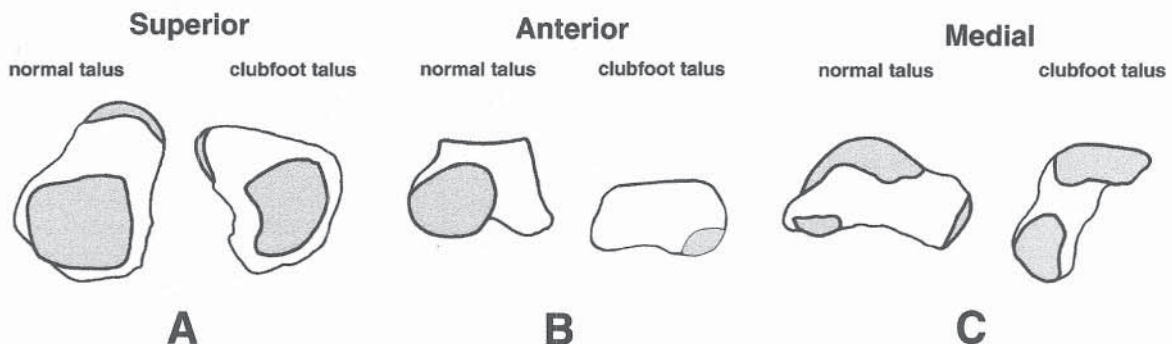 Superior
normal talus clubfoot talus
A
Anterior
normal talus clubfoot talus
B
Medial
normal talus clubfoot talus
C